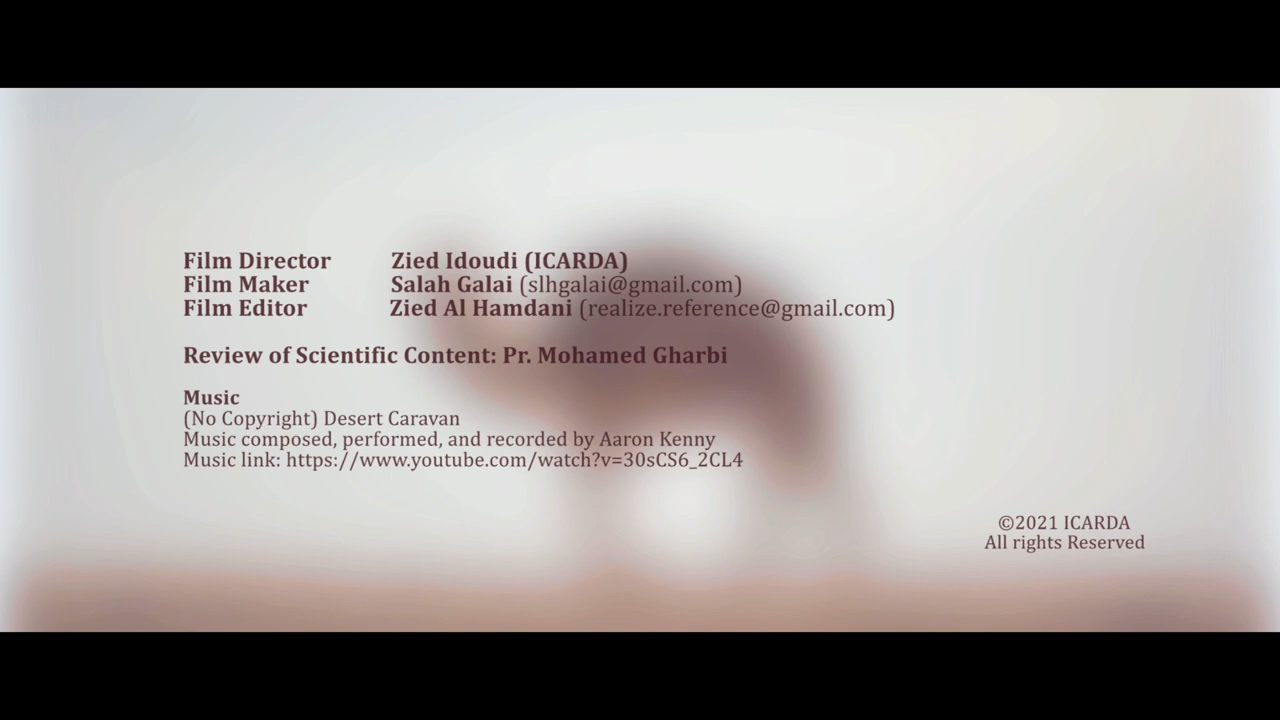 Film Director Zied Idoudi (ICARDA)
Film Maker Salah Galai (slhgalai@gmail.com)
Film Editor Zied Al Hamdani (realize.reference@gmail.com)
Review of Scientific Content: Pr. Mohamed Gharbi
Music
(No Copyright) Desert Caravan
Music composed, performed, and recorded by Aaron Kenny
Music link: https://www.youtube.com/watch?v=30sCS6_2CL4
©2021 ICARDA
All rights Reserved